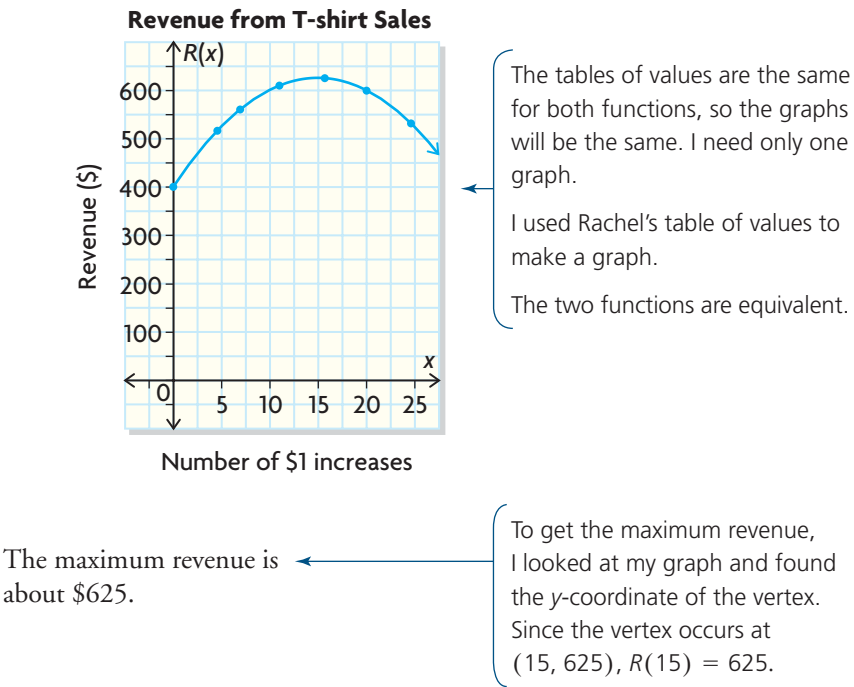 Revenue from T-shirt Sales
R(x)
600
500
400
300
200
100
Revenue ($)
x
0
5 10 15 20 25
Number of $1 increases
The tables of values are the same
for both functions, so the graphs
will be the same. I need only one
graph.
I used Rachel's table of values to
make a graph.
The two functions are equivalent.
The maximum revenue is
about $625.
To get the maximum revenue,
I looked at my graph and found
the y-coordinate of the vertex.
Since the vertex occurs at
(15, 625), R(15) = 625.